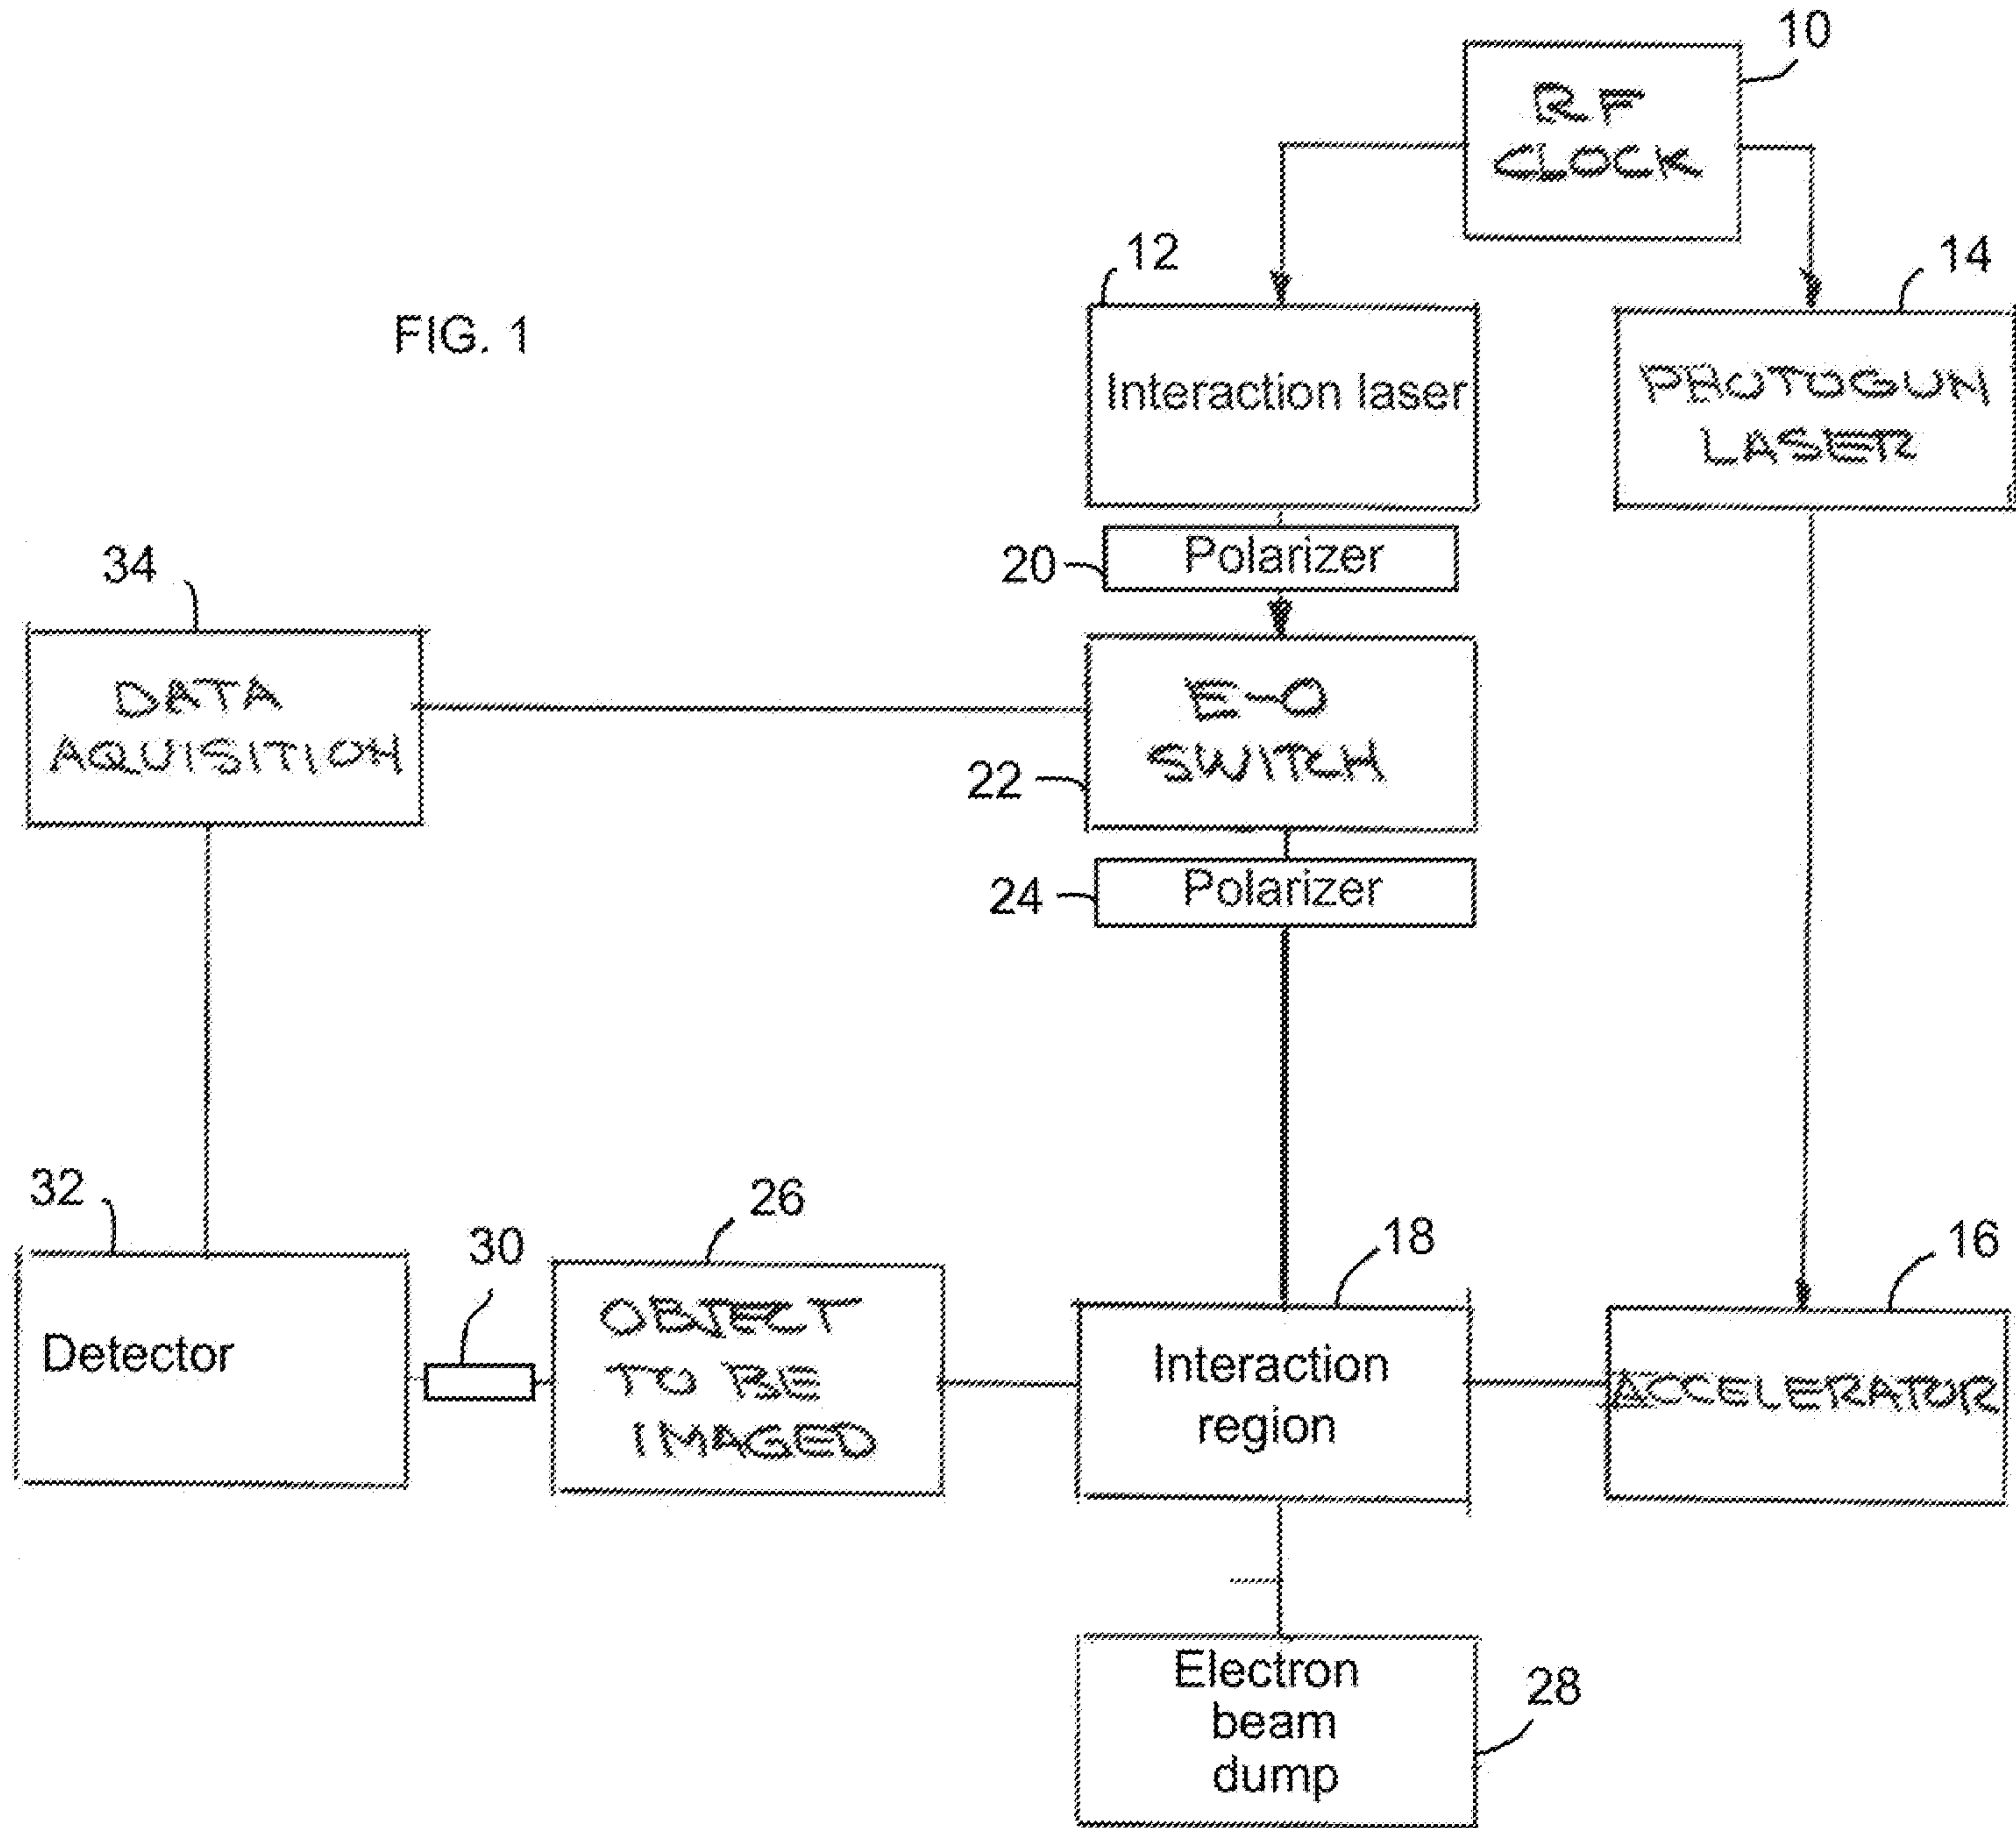 10
RF
CLOCK
12
14
FIG. 1
Interaction laser
PHOTOGUN
LASER
20
Polarizer
34
DATA
AQUISITION
E-O
SWITCH
22
24
Polarizer
32
30
26
18
16
Detector
OBJECT
TO BE
IMAGED
Interaction
region
ACCELERATOR
Electron
beam
dump
28